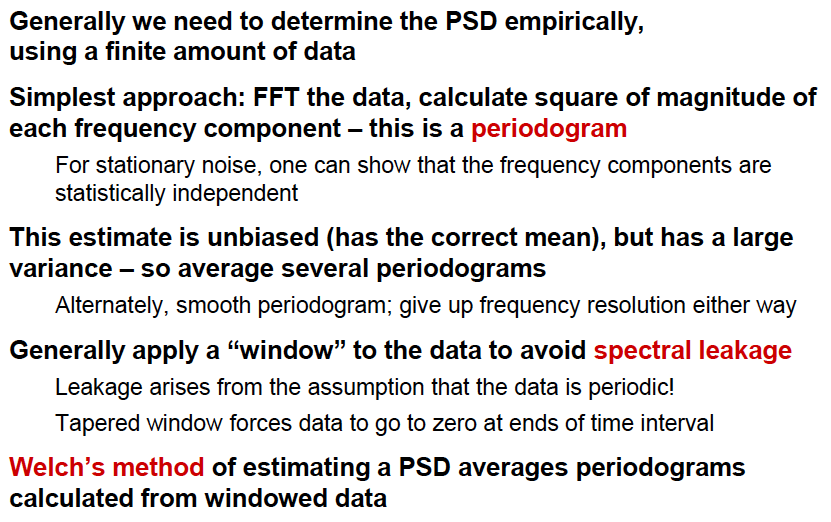 Generally we need to determine the PSD empirically,
using a finite amount of data
Simplest approach: FFT the data, calculate square of magnitude of
each frequency component – this is a periodogram
For stationary noise, one can show that the frequency components are
statistically independent
This estimate is unbiased (has the correct mean), but has a large
variance – so average several periodograms
Alternately, smooth periodogram; give up frequency resolution either way
Generally apply a “window” to the data to avoid spectral leakage
Leakage arises from the assumption that the data is periodic!
Tapered window forces data to go to zero at ends of time interval
Welch’s method of estimating a PSD averages periodograms
calculated from windowed data